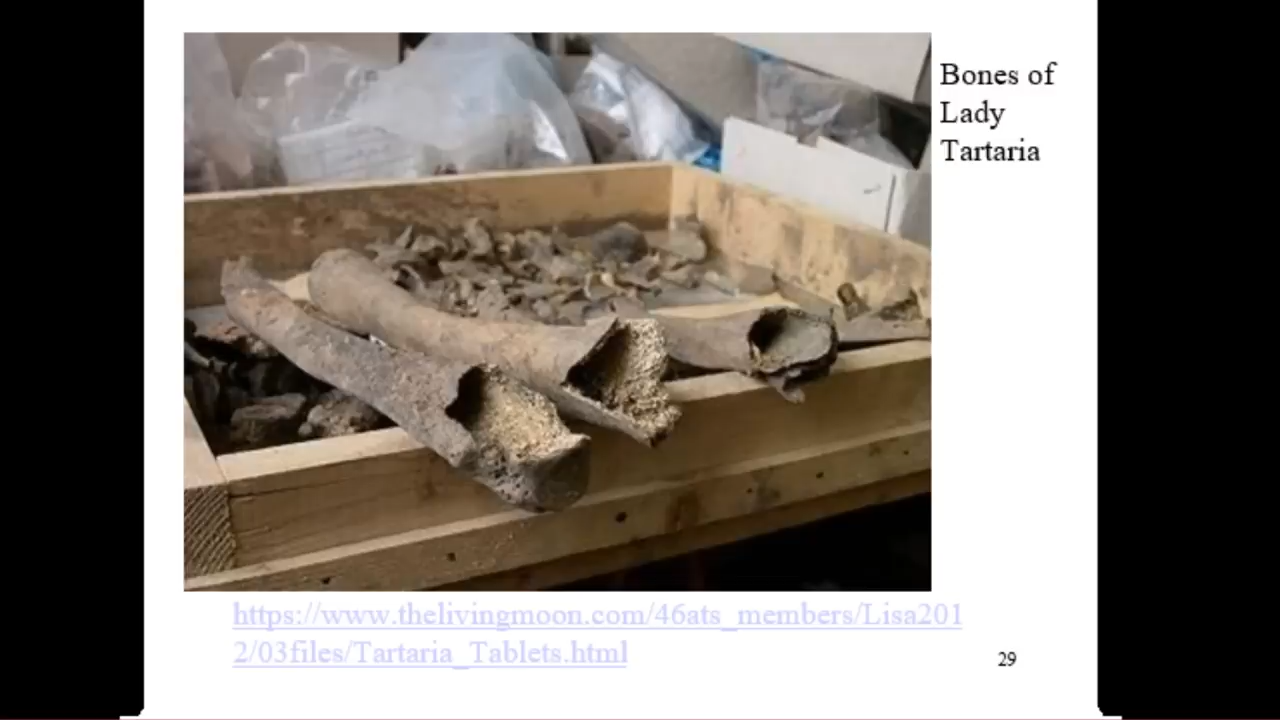 Bones of
Lady
Tartaria
https://www.thelivingmoon.com/46ats_members/Lisa201
2/03files/Tartaria_Tablets.html
29